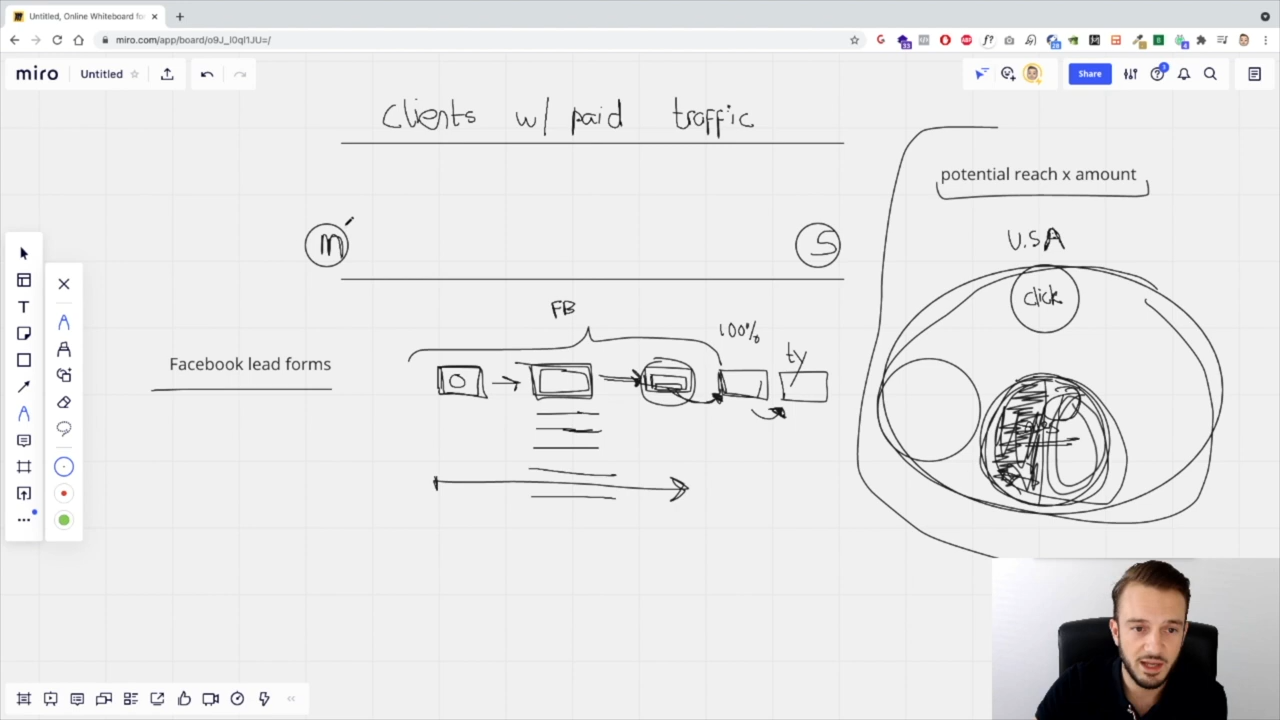 Untitled, Online Whiteboard fo
miro.com/app/board/o9J_l0ql1JU=/
miro
Untitled
Share
clients w/ paid traffic
potential reach x amount
U.S.A
m
S
click
FB
100%
ty
Facebook lead forms